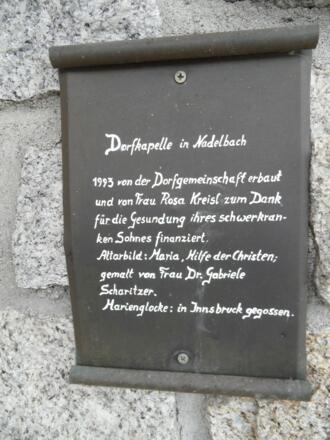 Dorfkapelle in Nadelbach
1993 von der Dorfgemeinschaft erbaut
und von Frau Rosa Kreisl zum Dank
für die Gesundung ihres schwerkran-
ken Sohnes finanziert.
Altarbild: Maria, Hilfe der Christen;
gemalt von Frau Dr. Gabriele
Scharitzer.
Marienglocke: in Innsbruck gegossen.